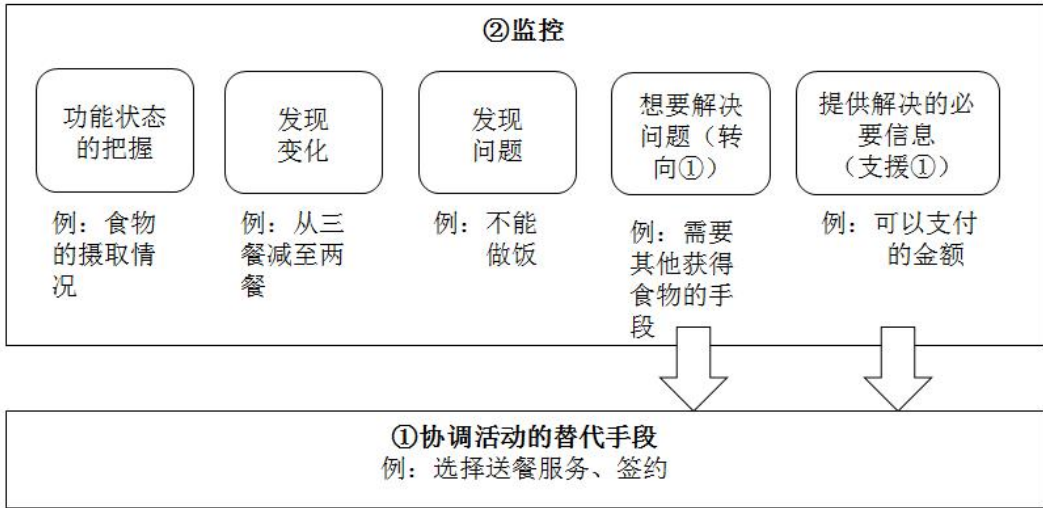 ②监控
功能状态
的把握
发现
变化
发现
问题
想要解决
问题（转
向①）
提供解决的必
要信息
（支援①）
例：食物
的摄取情
况
例：从三
餐减至两
餐
例：不能
做饭
例：需要
其他获得
食物的手
段
例：可以支付
的金额
①协调活动的替代手段
例：选择送餐服务、签约